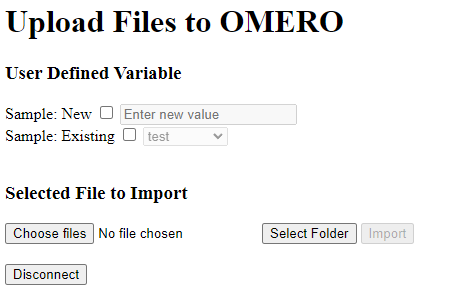 Upload Files to OMERO
User Defined Variable
Sample: New Enter new value
Sample: Existing test
Selected File to Import
Choose files No file chosen Select Folder Import
Disconnect